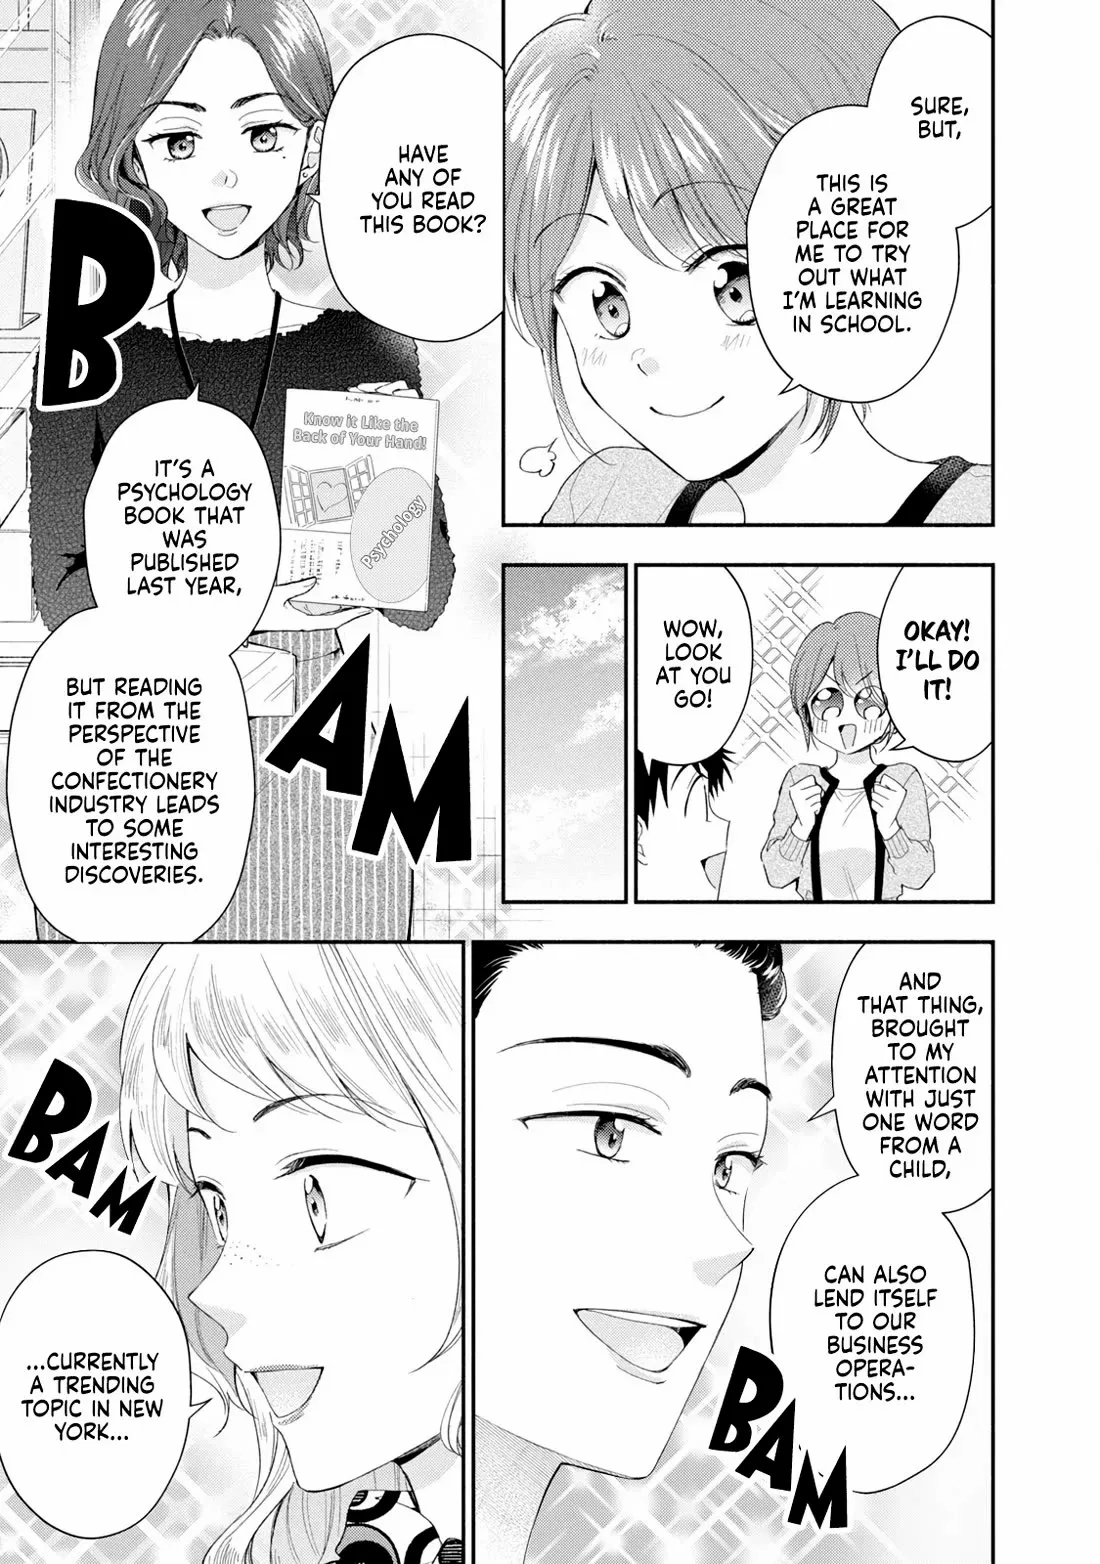 SURE,
BUT,
THIS IS
A GREAT
PLACE FOR
ME TO TRY
OUT WHAT
I'M LEARNING
IN SCHOOL.
OKAY!
I'LL DO
IT!
WOW,
LOOK
AT YOU
GO!
HAVE
ANY OF
YOU READ
THIS BOOK?
BAM
Know it Like the
Back of Your Hand!
Psychology
IT'S A
PSYCHOLOGY
BOOK THAT
WAS
PUBLISHED
LAST YEAR,
BUT READING
IT FROM THE
PERSPECTIVE
OF THE
CONFECTIONERY
INDUSTRY LEADS
TO SOME
INTERESTING
DISCOVERIES.
AND
THAT THING,
BROUGHT
TO MY
ATTENTION
WITH JUST
ONE WORD
FROM A
CHILD,
CAN ALSO
LEND ITSELF
TO OUR
BUSINESS
OPERA-
TIONS...
BAM
BAM
...CURRENTLY
A TRENDING
TOPIC IN NEW
YORK...